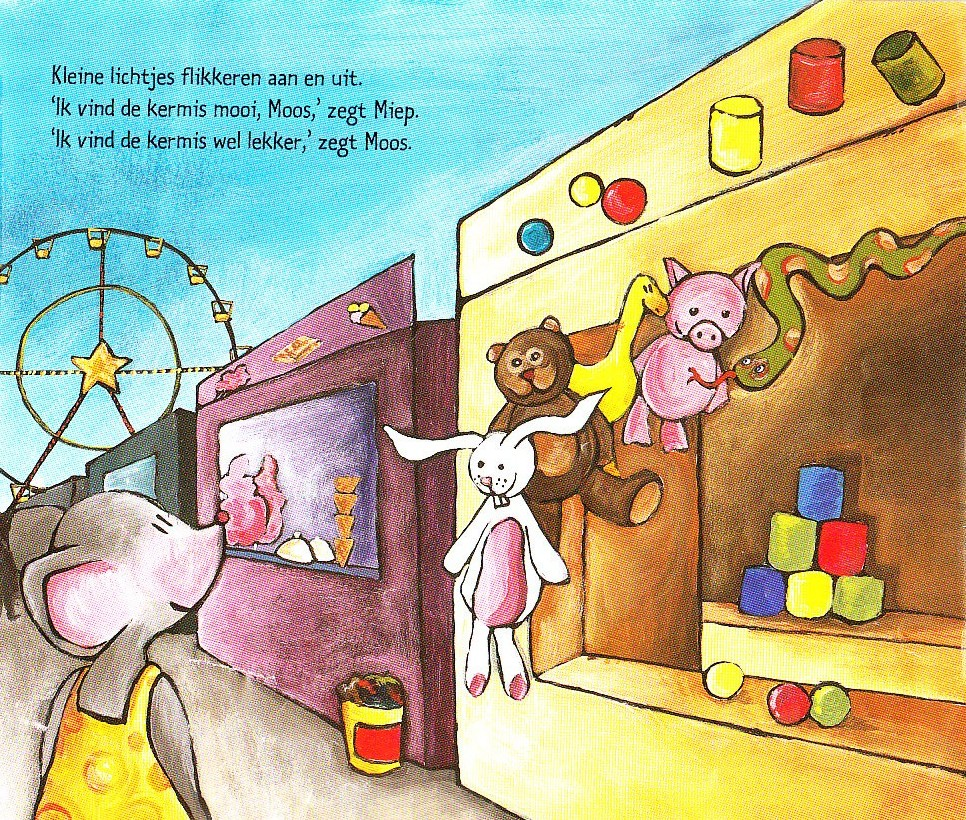 Kleine lichtjes flikkeren aan en uit.
‘Ik vind de kermis mooi, Moos,’ zegt Miep.
‘Ik vind de kermis wel lekker,’ zegt Moos.